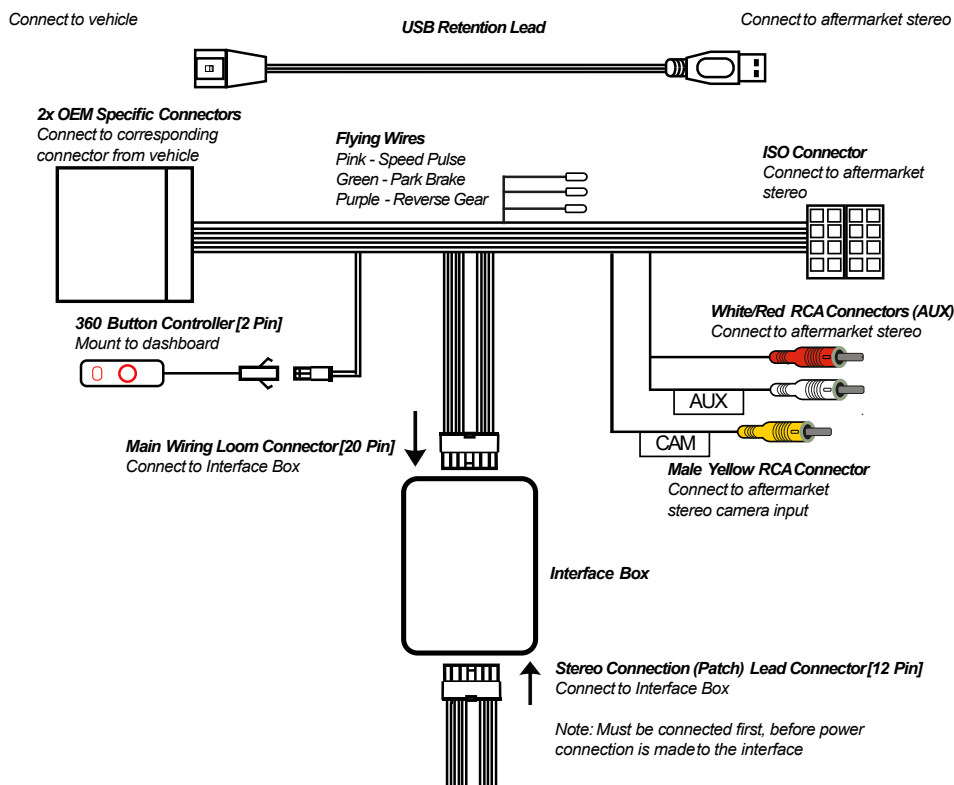 Connect to vehicle
USB Retention Lead
Connect to aftermarket stereo
2x OEM Specific Connectors
Connect to corresponding
connector from vehicle
Flying Wires
Pink - Speed Pulse
Green - Park Brake
Purple - Reverse Gear
ISO Connector
Connect to aftermarket
stereo
360 Button Controller [2 Pin]
Mount to dashboard
White/Red RCA Connectors (AUX)
Connect to aftermarket stereo
AUX
CAM
Main Wiring Loom Connector [20 Pin]
Connect to Interface Box
Male Yellow RCA Connector
Connect to aftermarket
stereo camera input
Interface Box
Stereo Connection (Patch) Lead Connector [12 Pin]
Connect to Interface Box
Note: Must be connected first, before power
connection is made to the interface